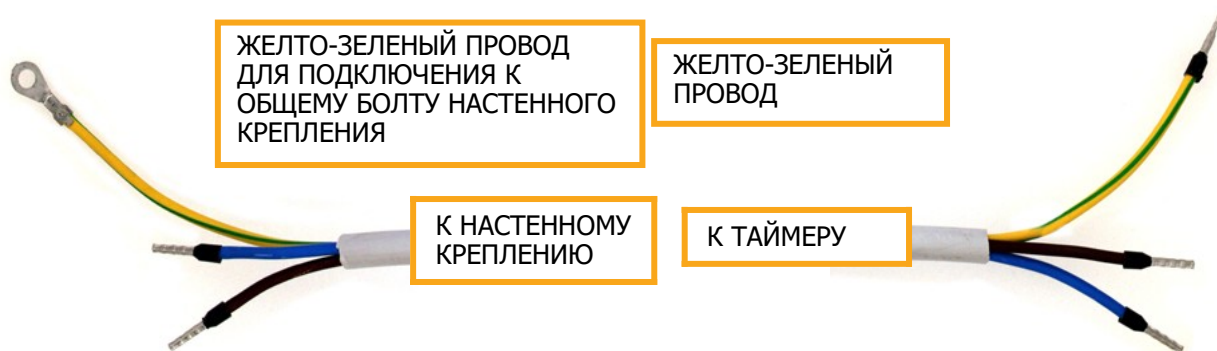 ЖЕЛТО-ЗЕЛЕНЫЙ ПРОВОД
ДЛЯ ПОДКЛЮЧЕНИЯ К
ОБЩЕМУ БОЛТУ НАСТЕННОГО
КРЕПЛЕНИЯ
ЖЕЛТО-ЗЕЛЕНЫЙ
ПРОВОД
К НАСТЕННОМУ
КРЕПЛЕНИЮ
К ТАЙМЕРУ